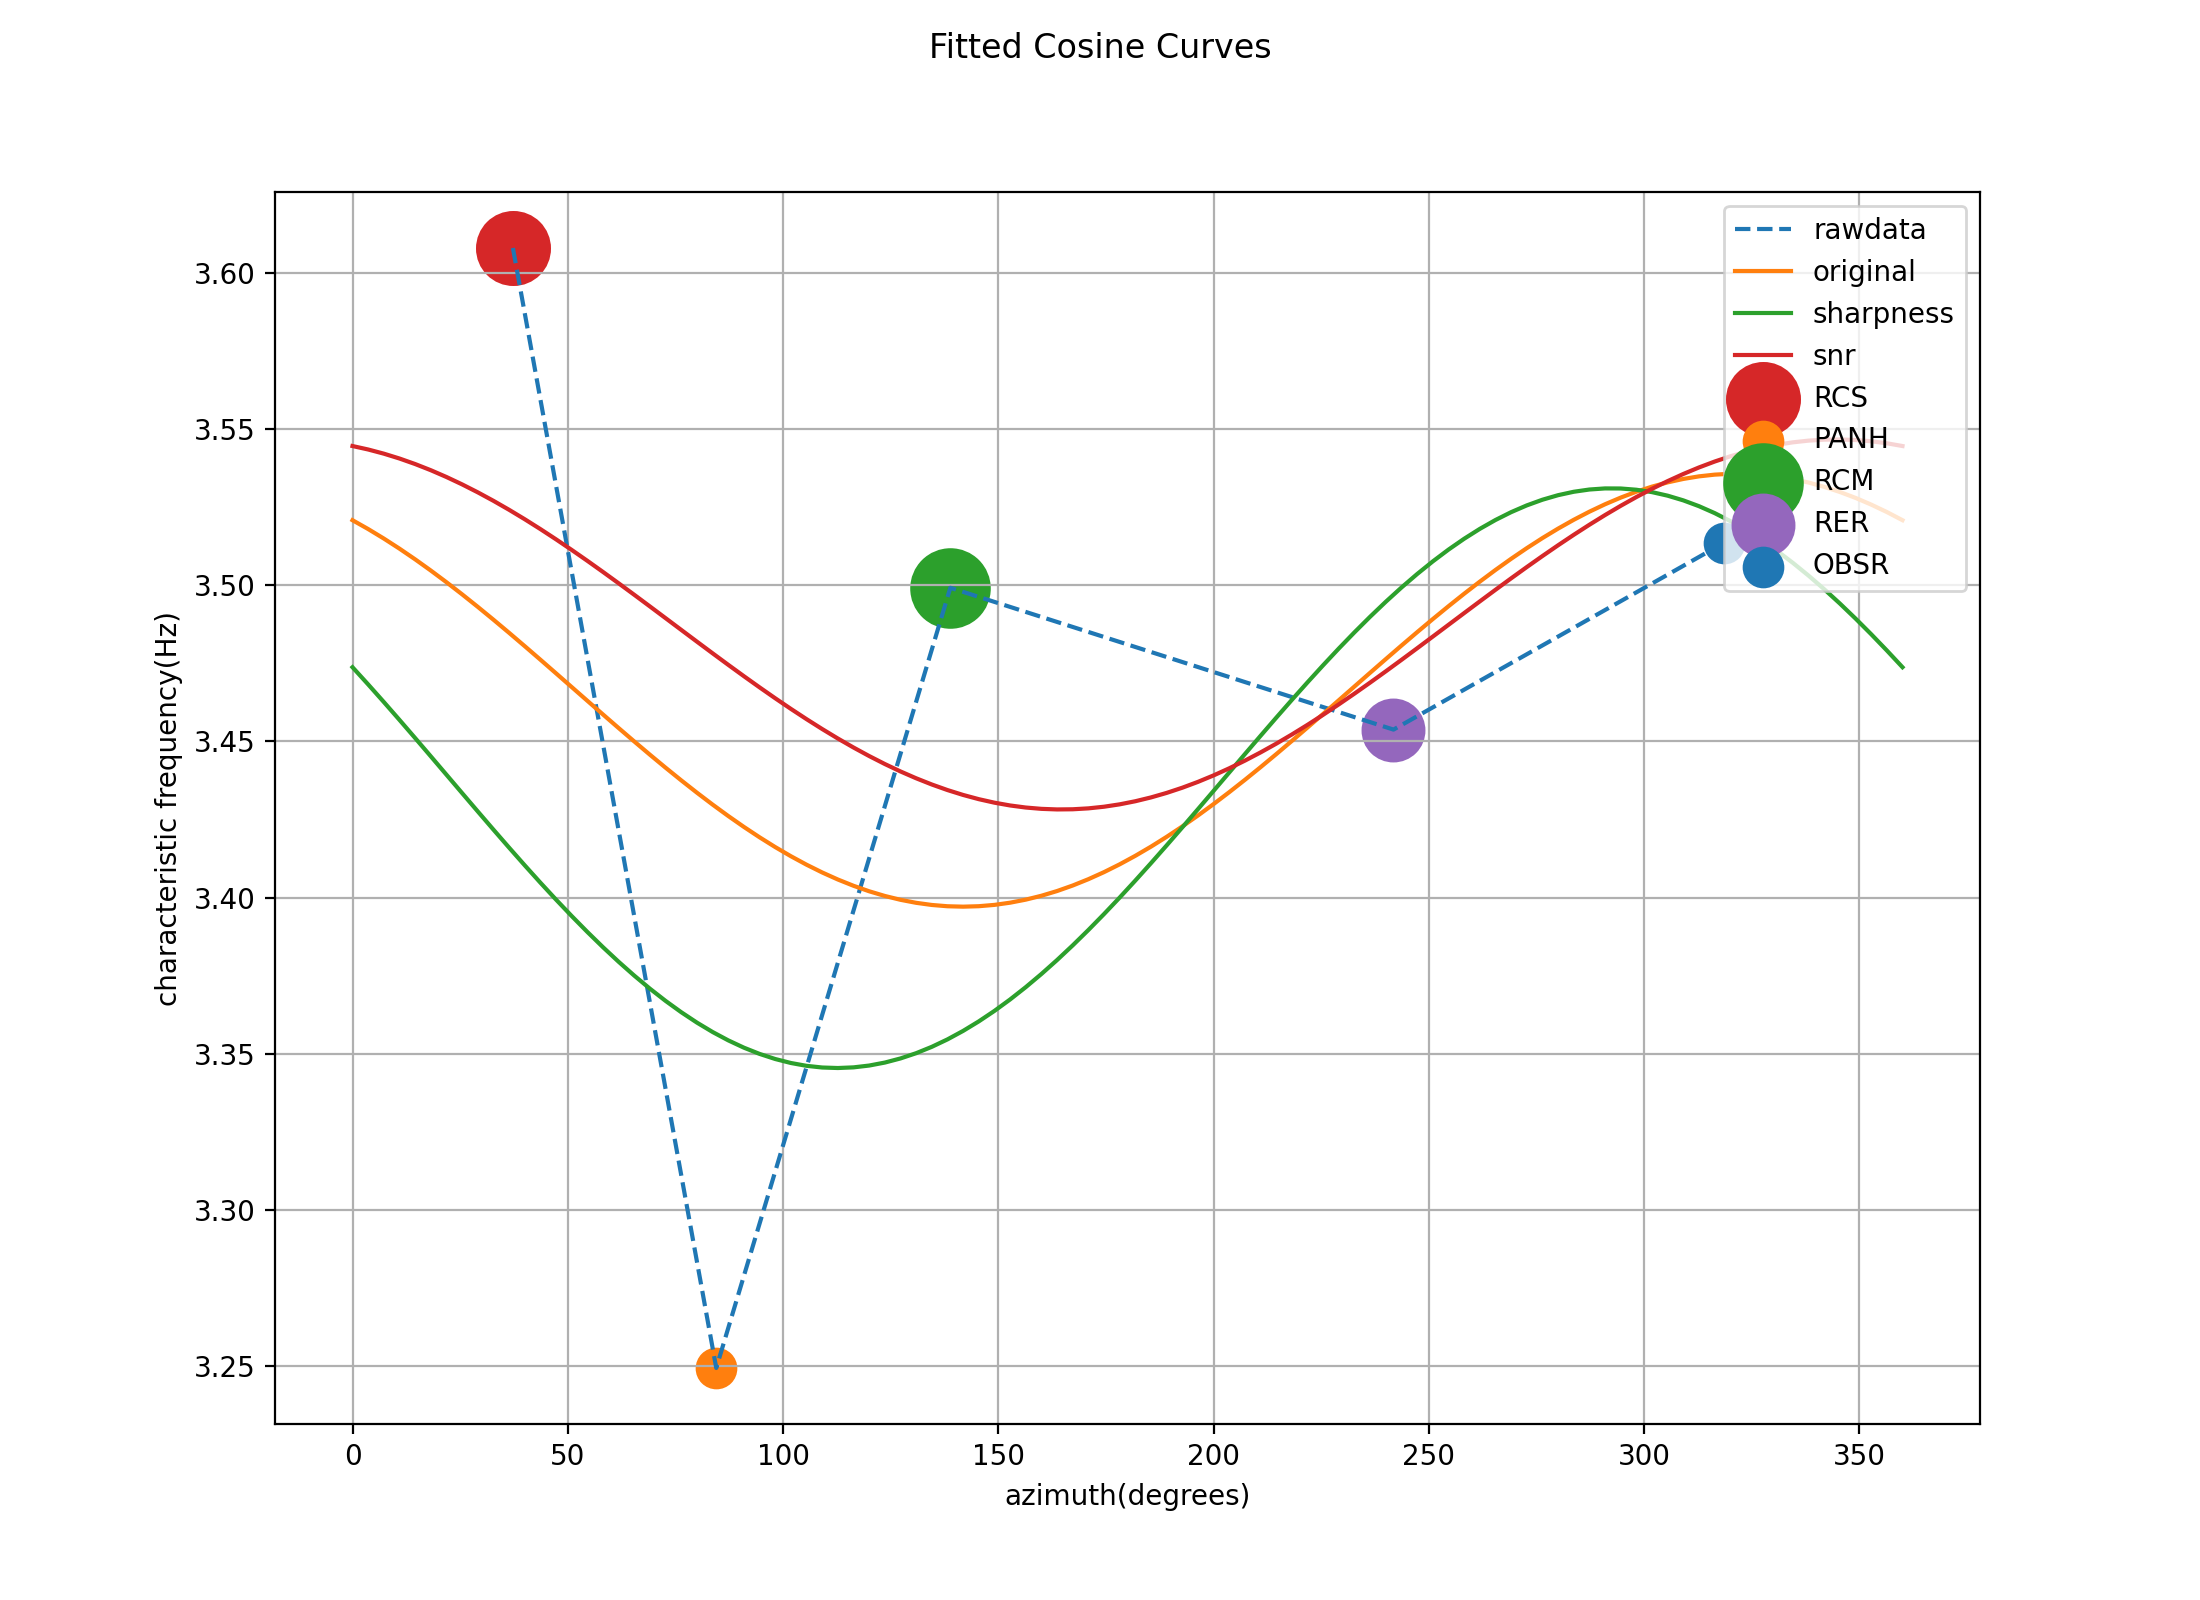 Fitted Cosine Curves
characteristic frequency(Hz)
3.60
3.55
3.50
3.45
3.40
3.35
3.30
3.25
rawdata
original
sharpness
snr
RCS
PANH
RCM
RER
OBSR
0 50 100 150 200 250 300 350
azimuth(degrees)